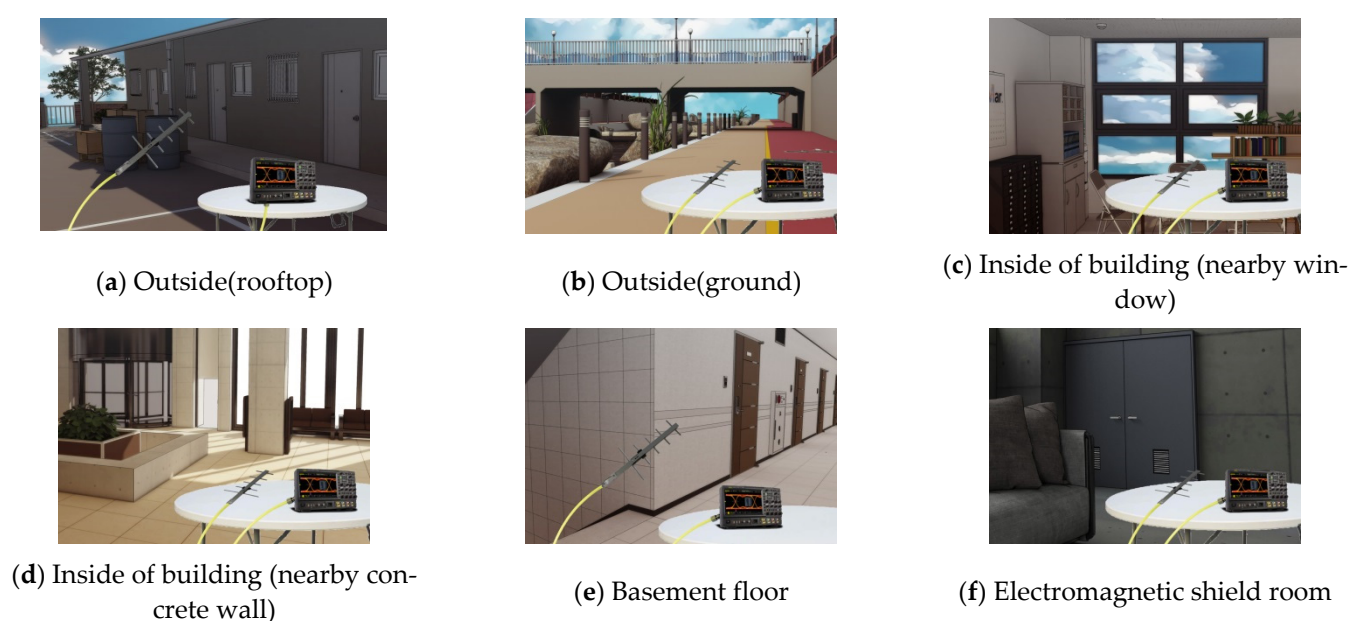 (a) Outside(rooftop)
(b) Outside(ground)
(c) Inside of building (nearby win-
dow)
(d) Inside of building (nearby con-
crete wall)
(e) Basement floor
(f) Electromagnetic shield room